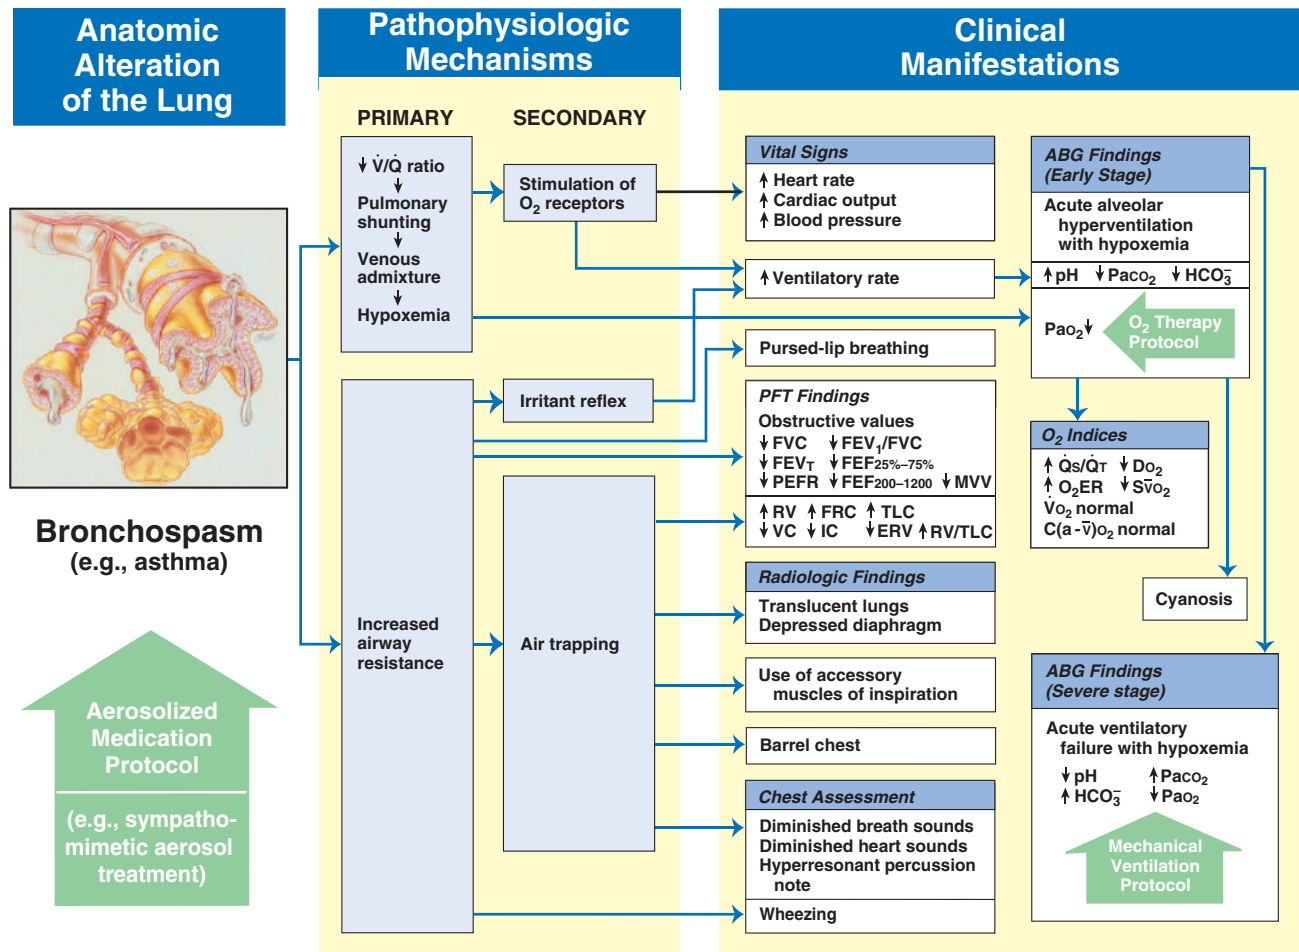 Anatomic
Alteration
of the Lung
Pathophysiologic
Mechanisms
Clinical
Manifestations
PRIMARY
SECONDARY
↓ V̇/Q̇ ratio
↓
Pulmonary
shunting
↓
Venous
admixture
↓
Hypoxemia
Stimulation of
O₂ receptors
Vital Signs
↑ Heart rate
↑ Cardiac output
↑ Blood pressure
↑ Ventilatory rate
Pursed-lip breathing
ABG Findings
(Early Stage)
Acute alveolar
hyperventilation
with hypoxemia
↑ pH ↓ PaCO₂ ↓ HCO₃⁻
PaO₂↓
O₂ Therapy
Protocol
Irritant reflex
PFT Findings
Obstructive values
↓ FVC ↓ FEV₁/FVC
↓ FEVT ↓ FEF25%–75%
↓ PEFR ↓ FEF200–1200 ↓ MVV
↑ RV ↑ FRC ↑ TLC
↓ VC ↓ IC ↓ ERV ↑ RV/TLC
O₂ Indices
↑ Q̇S/Q̇T ↓ DO₂
↑ O₂ER ↓ Sv̄O₂
V̇O₂ normal
C(a-v̄)O₂ normal
Cyanosis
Bronchospasm
(e.g., asthma)
Increased
airway
resistance
Air trapping
Radiologic Findings
Translucent lungs
Depressed diaphragm
Use of accessory
muscles of inspiration
Barrel chest
Chest Assessment
Diminished breath sounds
Diminished heart sounds
Hyperresonant percussion
note
Wheezing
ABG Findings
(Severe stage)
Acute ventilatory
failure with hypoxemia
↓ pH ↑ PaCO₂
↑ HCO₃⁻ ↓ PaO₂
Mechanical
Ventilation
Protocol
Aerosolized
Medication
Protocol
(e.g., sympatho-
mimetic aerosol
treatment)